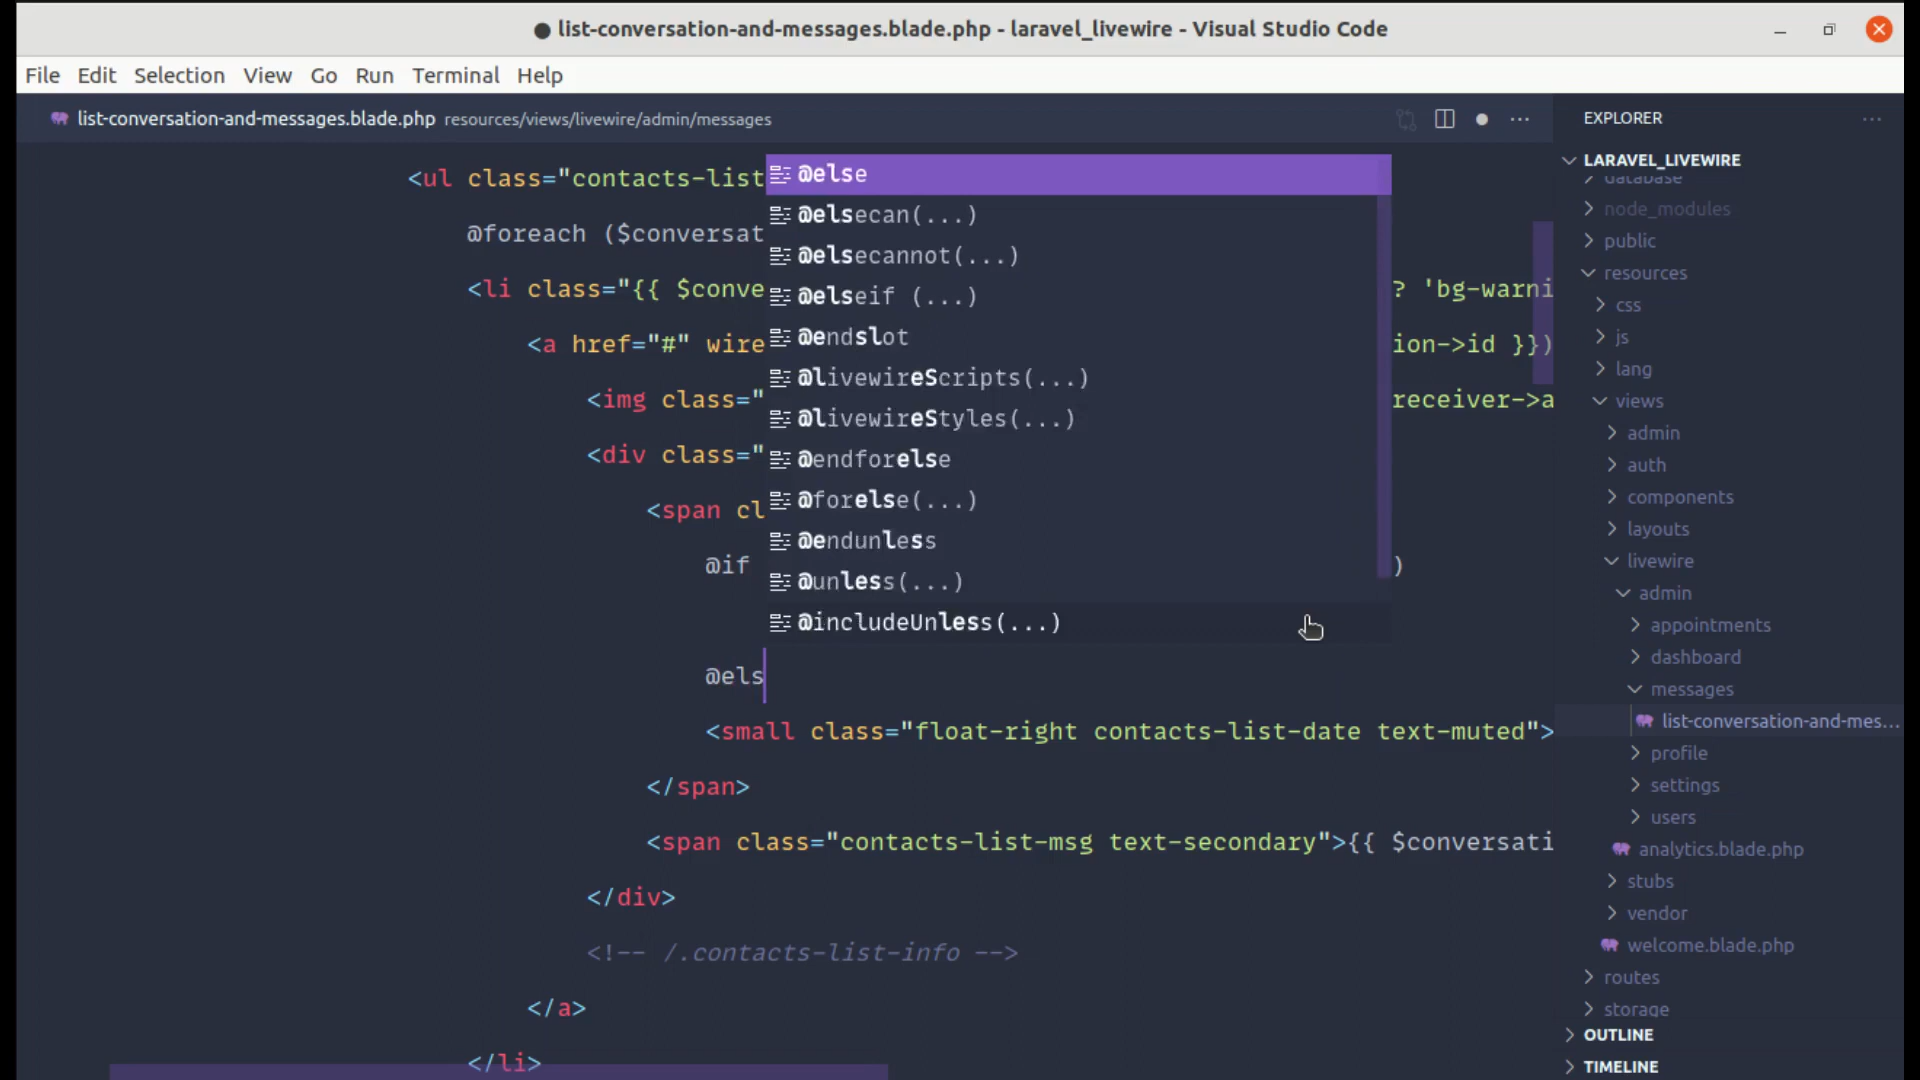 ● list-conversation-and-messages.blade.php - laravel_livewire - Visual Studio Code
File Edit Selection View Go Run Terminal Help
list-conversation-and-messages.blade.php resources/views/livewire/admin/messages
<ul class="contacts-list
@foreach ($conversat
<li class="{{ $conve ? 'bg-warni
<a href="#" wire ion->id }})
<img class=" receiver->a
<div class="
<span cl
@if )
@els
<small class="float-right contacts-list-date text-muted">
</span>
<span class="contacts-list-msg text-secondary">{{ $conversati
</div>
<!-- /.contacts-list-info -->
</a>
</li>
@else
@elsecan(...)
@elsecannot(...)
@elseif (...)
@endslot
@livewireScripts(...)
@livewireStyles(...)
@endforelse
@forelse(...)
@endunless
@unless(...)
@includeUnless(...)
EXPLORER
LARAVEL_LIVEWIRE
database
node_modules
public
resources
css
js
lang
views
admin
auth
components
layouts
livewire
admin
appointments
dashboard
messages
list-conversation-and-mes...
profile
settings
users
analytics.blade.php
stubs
vendor
welcome.blade.php
routes
storage
OUTLINE
TIMELINE